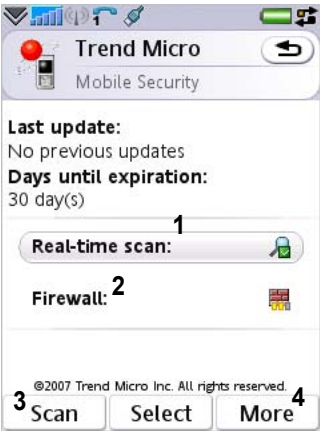 Trend Micro
Mobile Security
Last update:
No previous updates
Days until expiration:
30 day(s)
1
Real-time scan:
Firewall: 2
©2007 Trend Micro Inc. All rights reserved.
3 Scan Select More 4